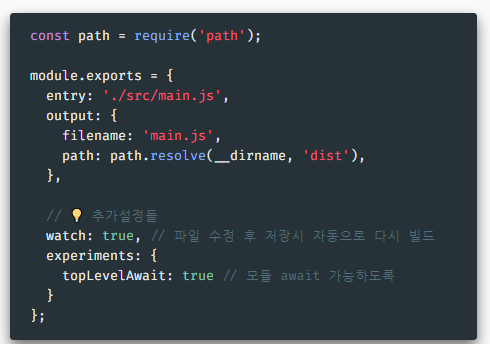 const path = require('path');

module.exports = {
  entry: './src/main.js',
  output: {
    filename: 'main.js',
    path: path.resolve(__dirname, 'dist'),
  },

  // 💡 추가설정들
  watch: true, // 파일 수정 후 저장시 자동으로 다시 빌드
  experiments: {
    topLevelAwait: true // 모듈 await 가능하도록
  }
};